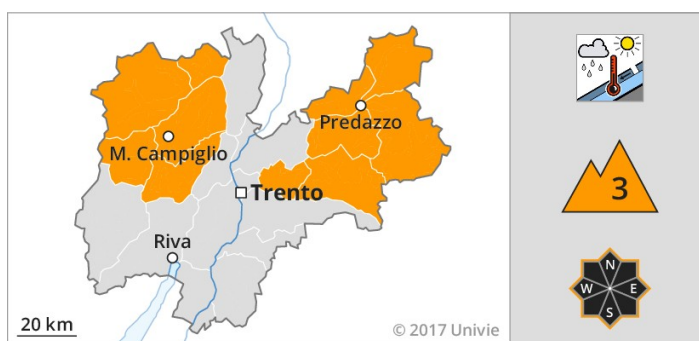 Predazzo
M. Campiglio
Trento
Riva
20 km
© 2017 Univie
3
N
W E
S